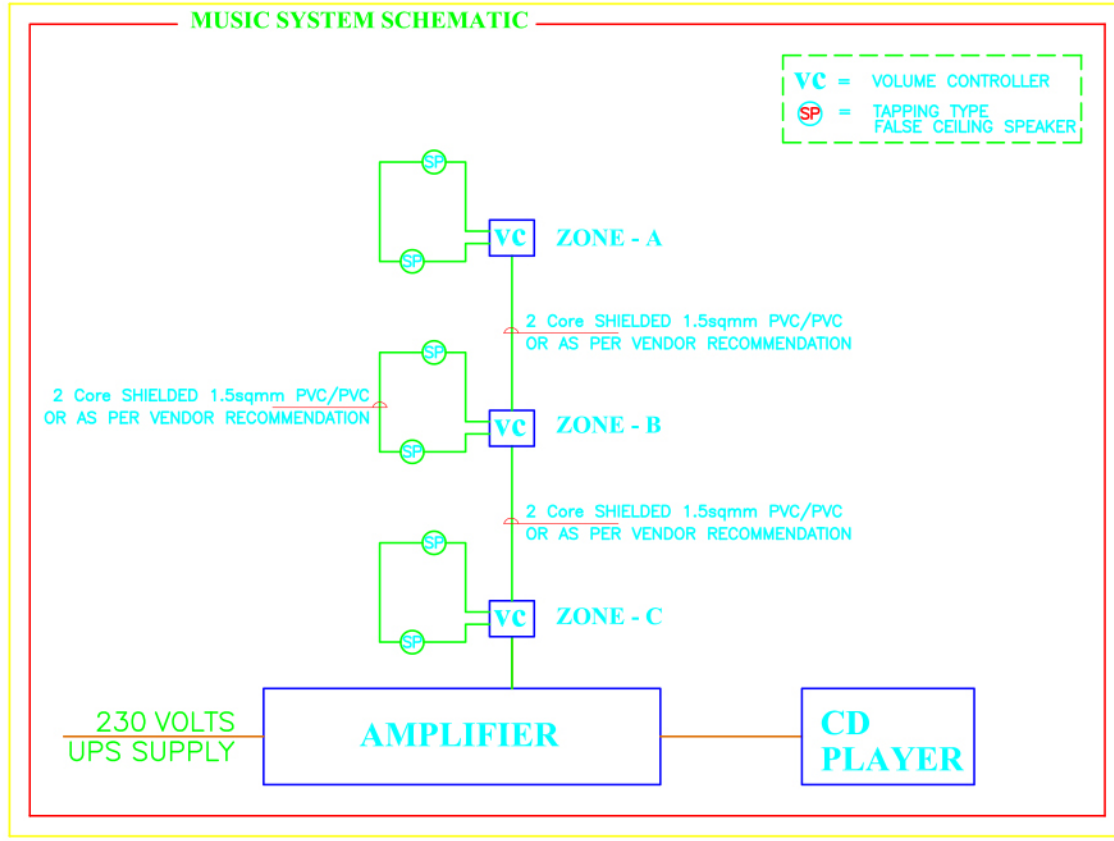 MUSIC SYSTEM SCHEMATIC
vc = VOLUME CONTROLLER
SP = TAPPING TYPE
FALSE CEILING SPEAKER
SP
vc ZONE - A
SP
2 Core SHIELDED 1.5sqmm PVC/PVC
OR AS PER VENDOR RECOMMENDATION
SP
2 Core SHIELDED 1.5sqmm PVC/PVC
OR AS PER VENDOR RECOMMENDATION
vc ZONE - B
SP
2 Core SHIELDED 1.5sqmm PVC/PVC
OR AS PER VENDOR RECOMMENDATION
SP
vc ZONE - C
SP
230 VOLTS
UPS SUPPLY
AMPLIFIER
CD
PLAYER